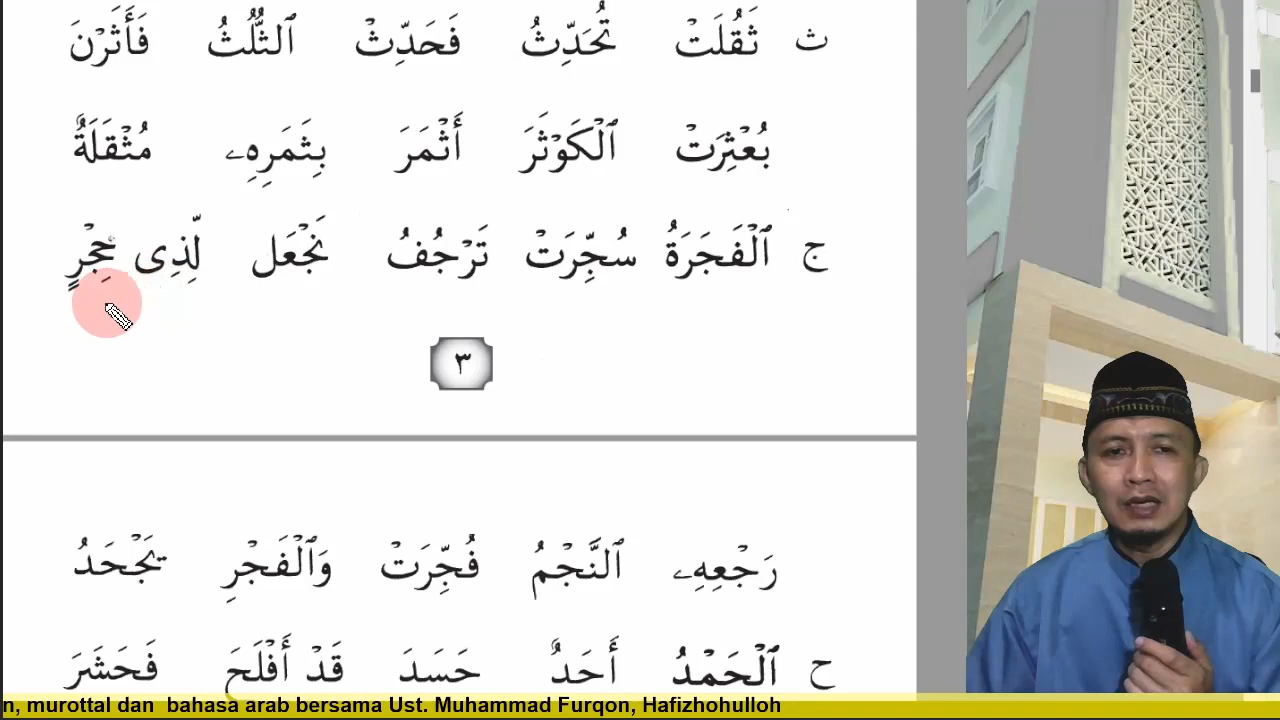 ث ثَقُلَتْ تُحَدِّثُ فَحَدِّثْ ٱلثُّلُثُ فَأَثَرْنَ
بُعْثِرَتْ ٱلْكَوْثَرَ أَثْمَرَ بِثَمَرِهِۦ مُثْقَلَةٌ
ج ٱلْفَجَرَةُ سُجِّرَتْ تَرْجُفُ نَجْعَل لِّذِى حِجْرٍ
٣
رَجْعِهِۦ ٱلنَّجْمُ فُجِّرَتْ وَٱلْفَجْرِ يَجْحَدُ
ح ٱلْحَمْدُ أَحَدٌ حَسَدَ قَدْ أَفْلَحَ فَحَشَرَ
n, murottal dan bahasa arab bersama Ust. Muhammad Furqon, Hafizhohulloh